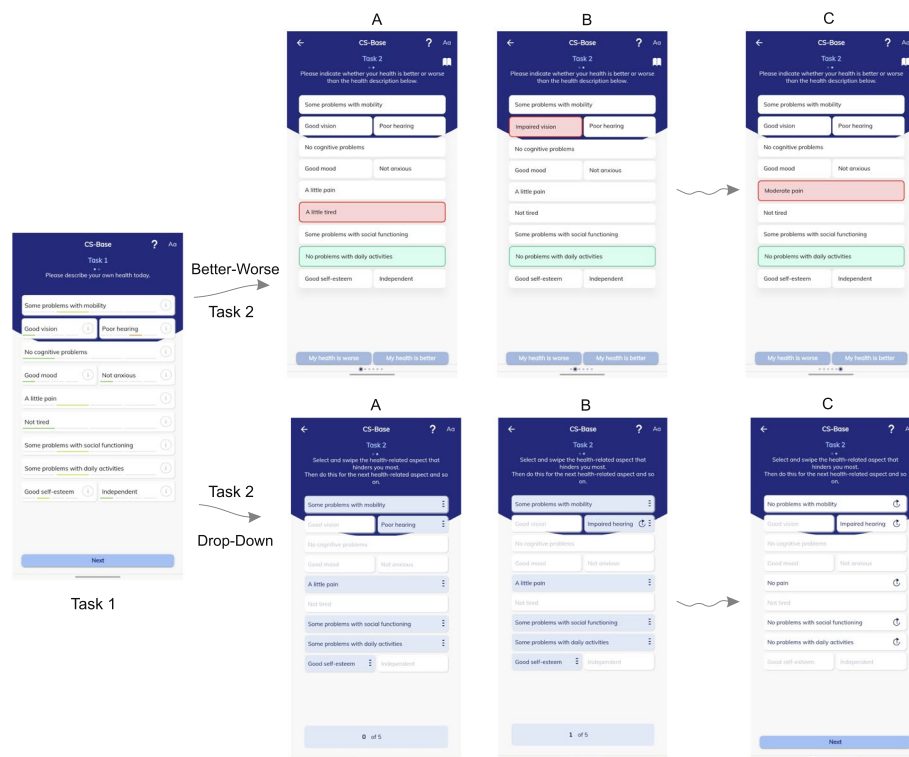 A
B
C
CS-Base
?
Aa
Task 2
Please indicate whether your health is better or worse
than the health description below.
Some problems with mobility
Good vision
Poor hearing
No cognitive problems
Good mood
Not anxious
A little pain
A little tired
Some problems with social functioning
No problems with daily activities
Good self-esteem
Independent
My health is worse
My health is better
CS-Base
?
Aa
Task 2
Please indicate whether your health is better or worse
than the health description below.
Some problems with mobility
Impaired vision
Poor hearing
No cognitive problems
Good mood
Not anxious
A little pain
Not tired
Some problems with social functioning
No problems with daily activities
Good self-esteem
Independent
My health is worse
My health is better
CS-Base
?
Aa
Task 2
Please indicate whether your health is better or worse
than the health description below.
Some problems with mobility
Good vision
Poor hearing
No cognitive problems
Good mood
Not anxious
Moderate pain
Not tired
Some problems with social functioning
No problems with daily activities
Good self-esteem
Independent
My health is worse
My health is better
CS-Base
?
Aa
Task 1
Please describe your own health today.
Some problems with mobility
Good vision
Poor hearing
No cognitive problems
Good mood
Not anxious
A little pain
Not tired
Some problems with social functioning
Some problems with daily activities
Good self-esteem
Independent
Next
Task 1
Better-Worse
Task 2
Task 2
Drop-Down
A
B
C
CS-Base
?
Aa
Task 2
Select and swipe the health-related aspect that
hinders you most.
Then do this for the next health-related aspect and so
on.
Some problems with mobility
Good vision
Poor hearing
No cognitive problems
Good mood
Not anxious
A little pain
Not tired
Some problems with social functioning
Some problems with daily activities
Good self-esteem
Independent
0 of 5
CS-Base
?
Aa
Task 2
Select and swipe the health-related aspect that
hinders you most.
Then do this for the next health-related aspect and so
on.
Some problems with mobility
Good vision
Impaired hearing
No cognitive problems
Good mood
Not anxious
A little pain
Not tired
Some problems with social functioning
Some problems with daily activities
Good self-esteem
Independent
1 of 5
CS-Base
?
Task 2
Select and swipe the health-related aspect that
hinders you most.
Then do this for the next health-related aspect and so
on.
No problems with mobility
Good vision
Impaired hearing
No cognitive problems
Good mood
Not anxious
No pain
Not tired
No problems with social functioning
No problems with daily activities
Good self-esteem
Independent
Next